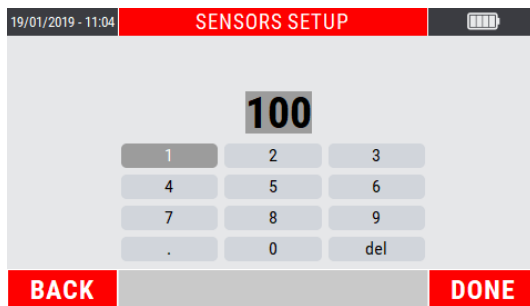 19/01/2019 - 11:04 SENSORS SETUP
100
1 2 3
4 5 6
7 8 9
. 0 del
BACK DONE